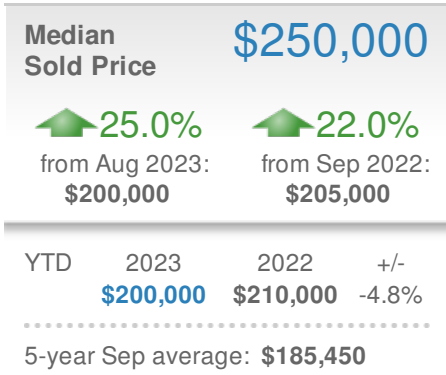 Median $250,000
Sold Price
25.0% 22.0%
from Aug 2023: from Sep 2022:
$200,000 $205,000
YTD 2023 2022 +/-
$200,000 $210,000 -4.8%
5-year Sep average: $185,450